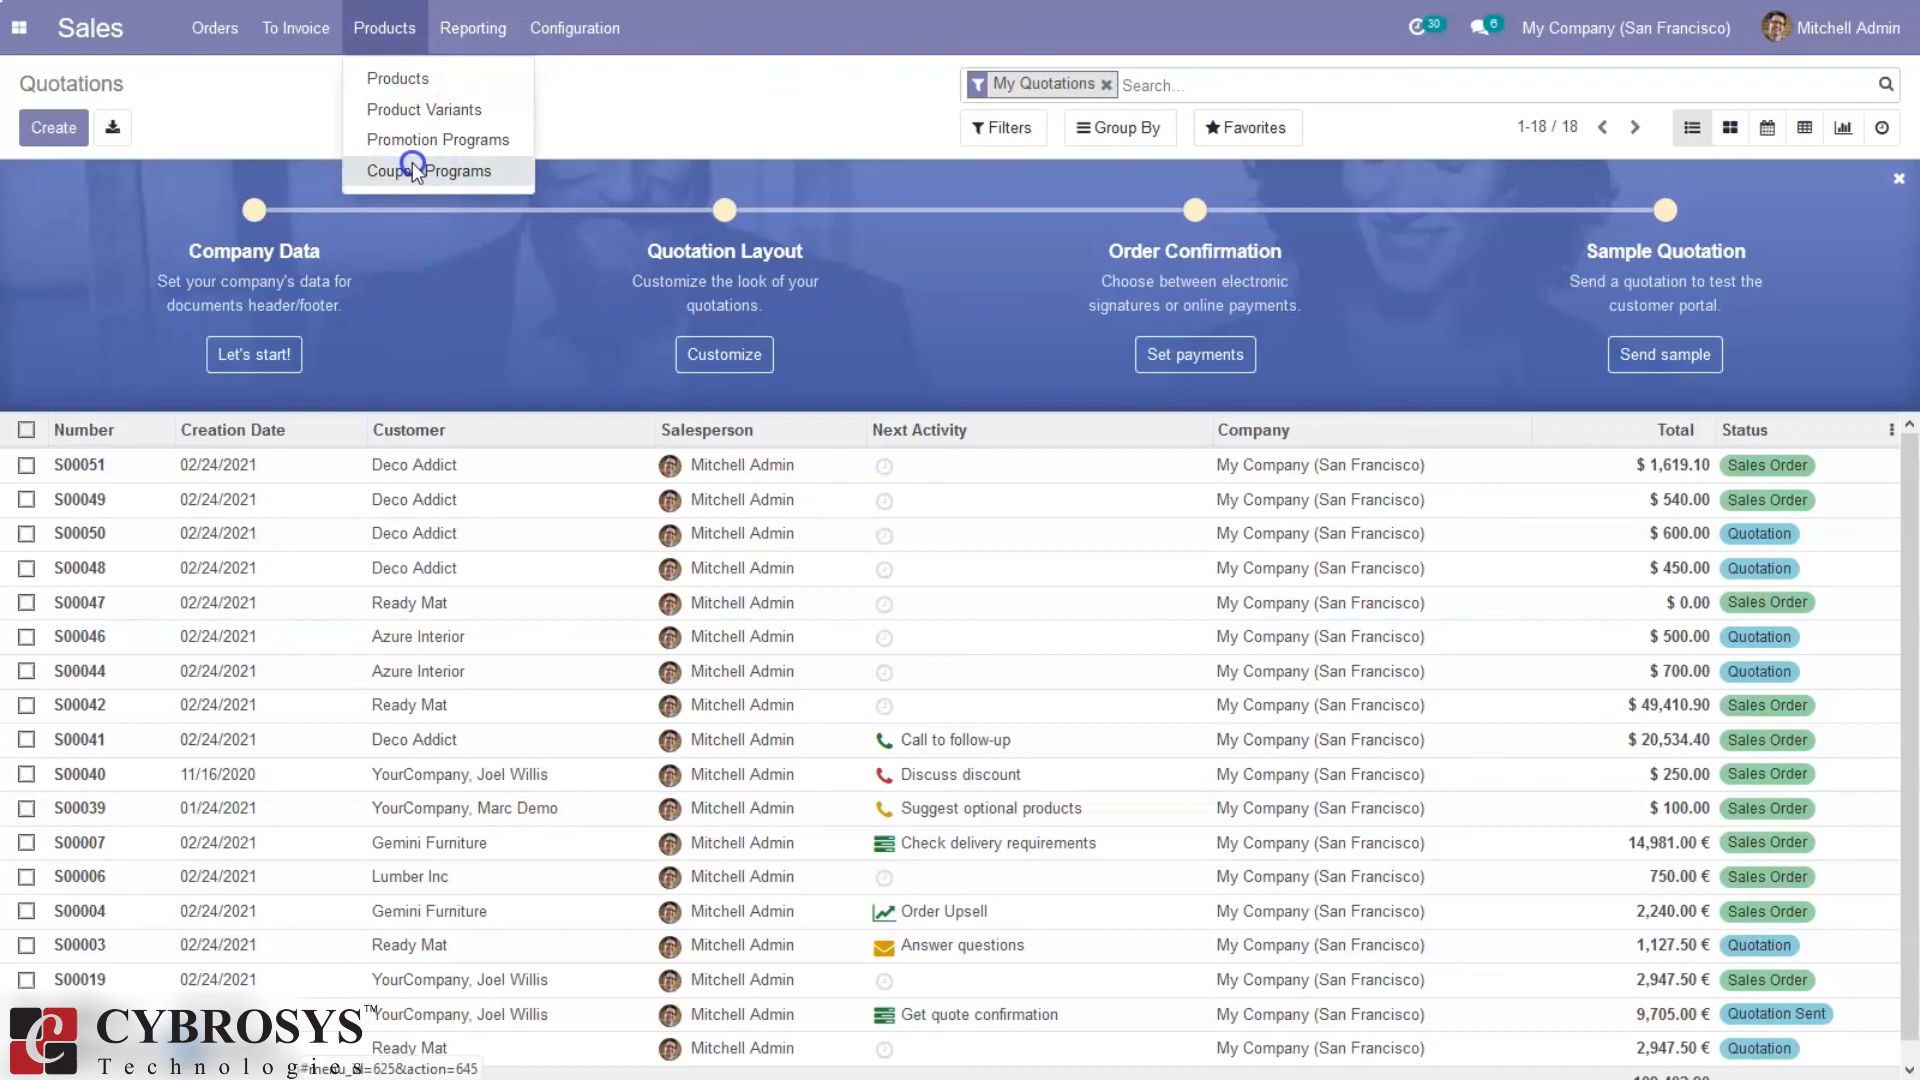 Sales Orders To Invoice Products Reporting Configuration 30 6 My Company (San Francisco) Mitchell Admin
Quotations My Quotations Search...
Create Filters Group By Favorites 1-18 / 18
Products
Product Variants
Promotion Programs
Coupon Programs
Company Data Quotation Layout Order Confirmation Sample Quotation
Set your company's data for Customize the look of your Choose between electronic Send a quotation to test the
documents header/footer. quotations. signatures or online payments. customer portal.
Let's start! Customize Set payments Send sample
Number Creation Date Customer Salesperson Next Activity Company Total Status
S00051 02/24/2021 Deco Addict Mitchell Admin My Company (San Francisco) $ 1,619.10 Sales Order
S00049 02/24/2021 Deco Addict Mitchell Admin My Company (San Francisco) $ 540.00 Sales Order
S00050 02/24/2021 Deco Addict Mitchell Admin My Company (San Francisco) $ 600.00 Quotation
S00048 02/24/2021 Deco Addict Mitchell Admin My Company (San Francisco) $ 450.00 Quotation
S00047 02/24/2021 Ready Mat Mitchell Admin My Company (San Francisco) $ 0.00 Sales Order
S00046 02/24/2021 Azure Interior Mitchell Admin My Company (San Francisco) $ 500.00 Quotation
S00044 02/24/2021 Azure Interior Mitchell Admin My Company (San Francisco) $ 700.00 Quotation
S00042 02/24/2021 Ready Mat Mitchell Admin My Company (San Francisco) $ 49,410.90 Sales Order
S00041 02/24/2021 Deco Addict Mitchell Admin Call to follow-up My Company (San Francisco) $ 20,534.40 Sales Order
S00040 11/16/2020 YourCompany, Joel Willis Mitchell Admin Discuss discount My Company (San Francisco) $ 250.00 Sales Order
S00039 01/24/2021 YourCompany, Marc Demo Mitchell Admin Suggest optional products My Company (San Francisco) $ 100.00 Sales Order
S00007 02/24/2021 Gemini Furniture Mitchell Admin Check delivery requirements My Company (San Francisco) 14,981.00 € Sales Order
S00006 02/24/2021 Lumber Inc Mitchell Admin My Company (San Francisco) 750.00 € Sales Order
S00004 02/24/2021 Gemini Furniture Mitchell Admin Order Upsell My Company (San Francisco) 2,240.00 € Sales Order
S00003 02/24/2021 Ready Mat Mitchell Admin Answer questions My Company (San Francisco) 1,127.50 € Quotation
S00019 02/24/2021 YourCompany, Joel Willis Mitchell Admin My Company (San Francisco) 2,947.50 € Sales Order
YourCompany, Joel Willis Mitchell Admin Get quote confirmation My Company (San Francisco) 9,705.00 € Quotation Sent
Ready Mat Mitchell Admin My Company (San Francisco) 2,947.50 € Quotation
CYBROSYS™
Technologies
#menu_id=625&action=645